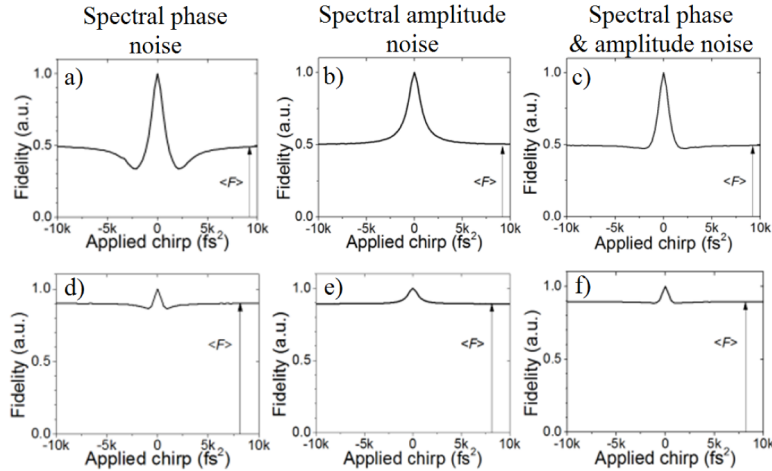 Spectral phase
noise
Spectral amplitude
noise
Spectral phase
& amplitude noise
a)
1.0
0.5
0.0
Fidelity (a.u.)
<F>
-10k -5k 0 5k 10k
Applied chirp (fs²)
b)
1.0
0.5
0.0
Fidelity (a.u.)
<F>
-10k -5k 0 5k 10k
Applied chirp (fs²)
c)
1.0
0.5
0.0
Fidelity (a.u.)
<F>
-10k -5k 0 5k 10k
Applied chirp (fs²)
d)
1.0
0.5
0.0
Fidelity (a.u.)
<F>
-10k -5k 0 5k 10k
Applied chirp (fs²)
e)
1.0
0.5
0.0
Fidelity (a.u.)
<F>
-10k -5k 0 5k 10k
Applied chirp (fs²)
f)
1.0
0.5
0.0
Fidelity (a.u.)
<F>
-10k -5k 0 5k 10k
Applied chirp (fs²)